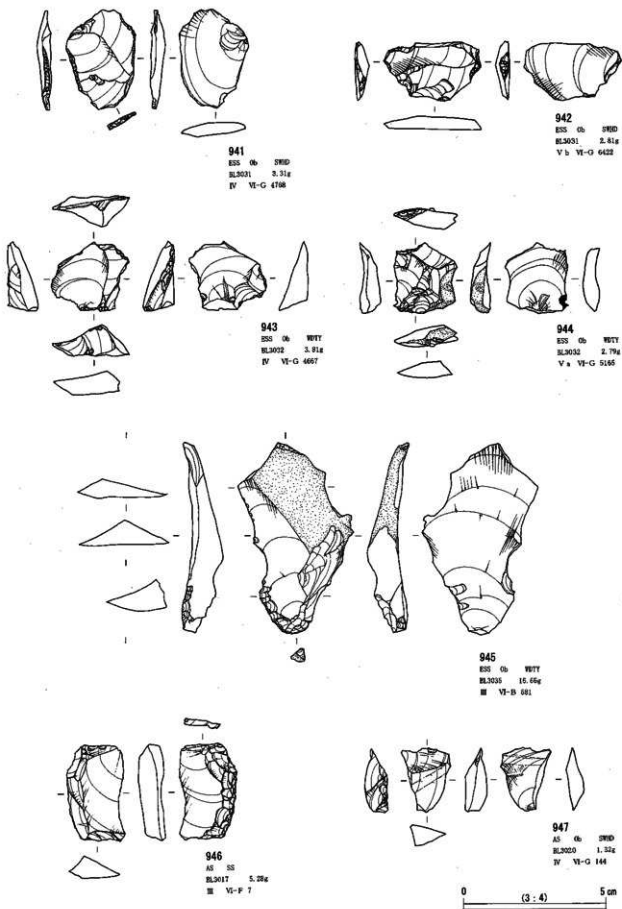 941
ESS Ob SWHD
BL3031 3.31g
IV VI-G 4768
942
ESS Ob SWHD
BL3031 2.81g
V b VI-G 6422
943
ESS Ob WDTY
BL3032 3.91g
IV VI-G 4667
944
ESS Ob WDTY
BL3032 2.79g
V a VI-G 5165
945
ESS Ob WDTY
BL3035 15.65g
III VI-B 581
946
AS SS
BL3017 5.28g
III VI-F 7
947
AS Ob SWHD
BL3020 1.32g
IV VI-G 144
0 (3:4) 5 cm